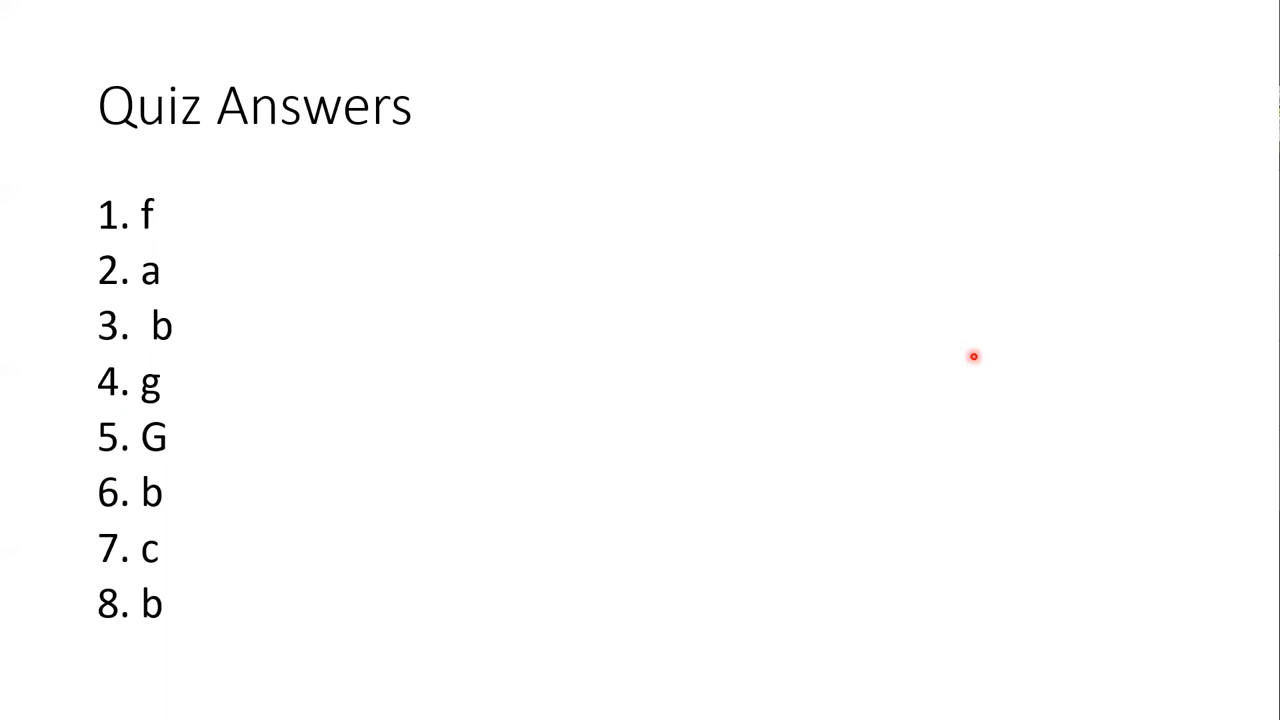 Quiz Answers
1. f
2. a
3.  b
4. g
5. G
6. b
7. c
8. b